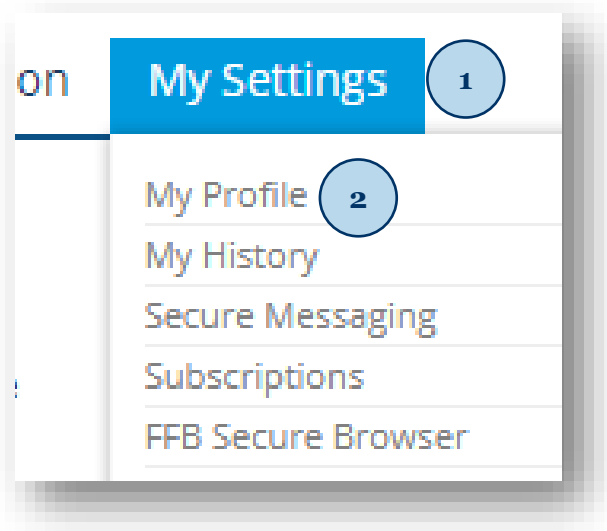 on My Settings 1
My Profile 2
My History
Secure Messaging
Subscriptions
FFB Secure Browser